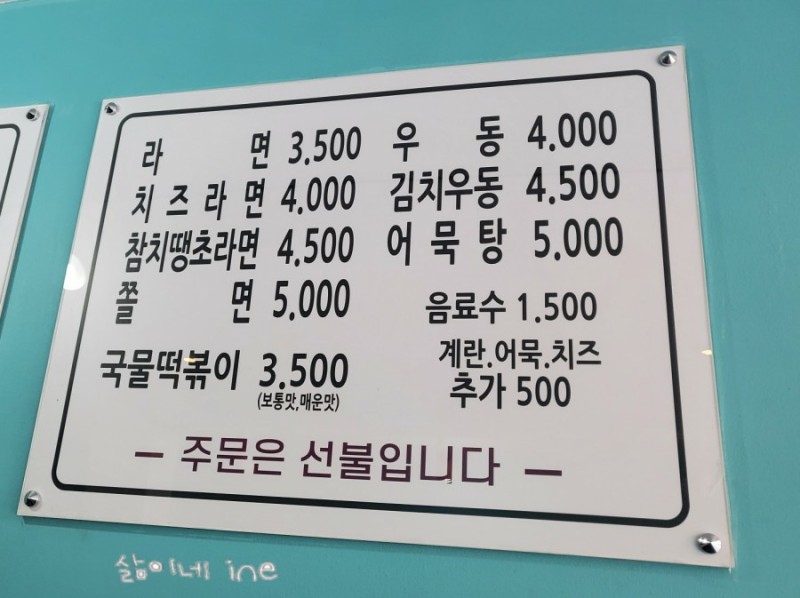 라 면 3.500
치 즈 라 면 4.000
참치땡초라면 4.500
쫄 면 5.000
국물떡볶이 3.500
(보통맛,매운맛)
우 동 4.000
김치우동 4.500
어 묵 탕 5.000
음료수 1.500
계란.어묵.치즈
추가 500
– 주문은 선불입니다 –
삶이네 ine